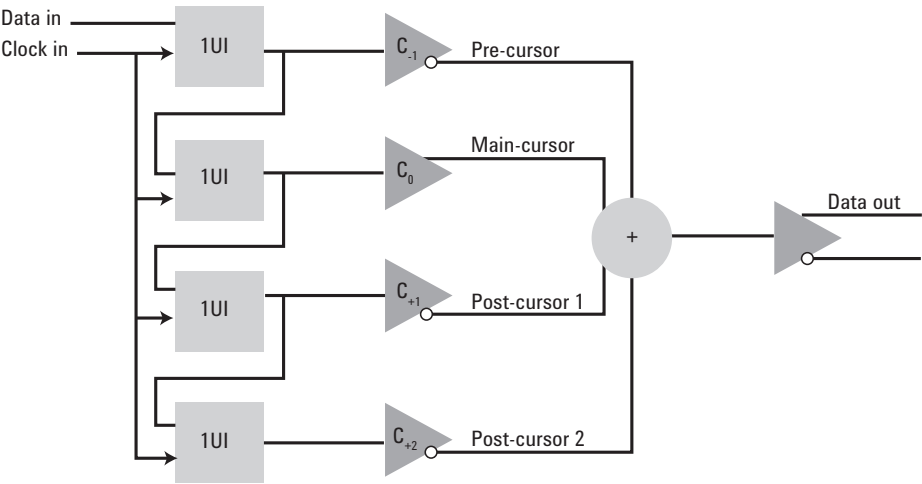 Data in
Clock in
1UI
C-1
Pre-cursor
1UI
C0
Main-cursor
+
Data out
1UI
C+1
Post-cursor 1
1UI
C+2
Post-cursor 2